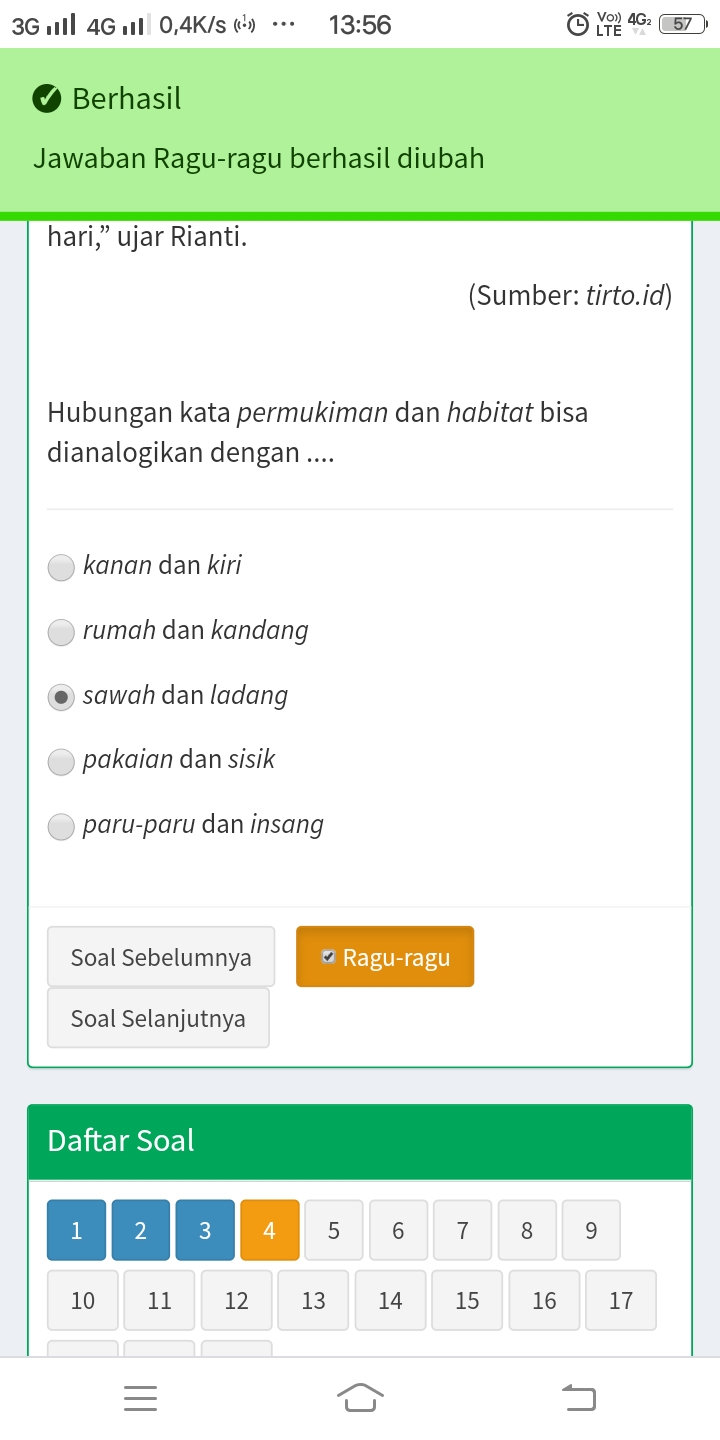 3G 4G 0,4K/s ... 13:56 Vo)) LTE 4G2 57
Berhasil
Jawaban Ragu-ragu berhasil diubah
hari,” ujar Rianti.
(Sumber: tirto.id)
Hubungan kata permukiman dan habitat bisa
dianalogikan dengan ....
kanan dan kiri
rumah dan kandang
sawah dan ladang
pakaian dan sisik
paru-paru dan insang
Soal Sebelumnya Ragu-ragu
Soal Selanjutnya
Daftar Soal
1 2 3 4 5 6 7 8 9
10 11 12 13 14 15 16 17